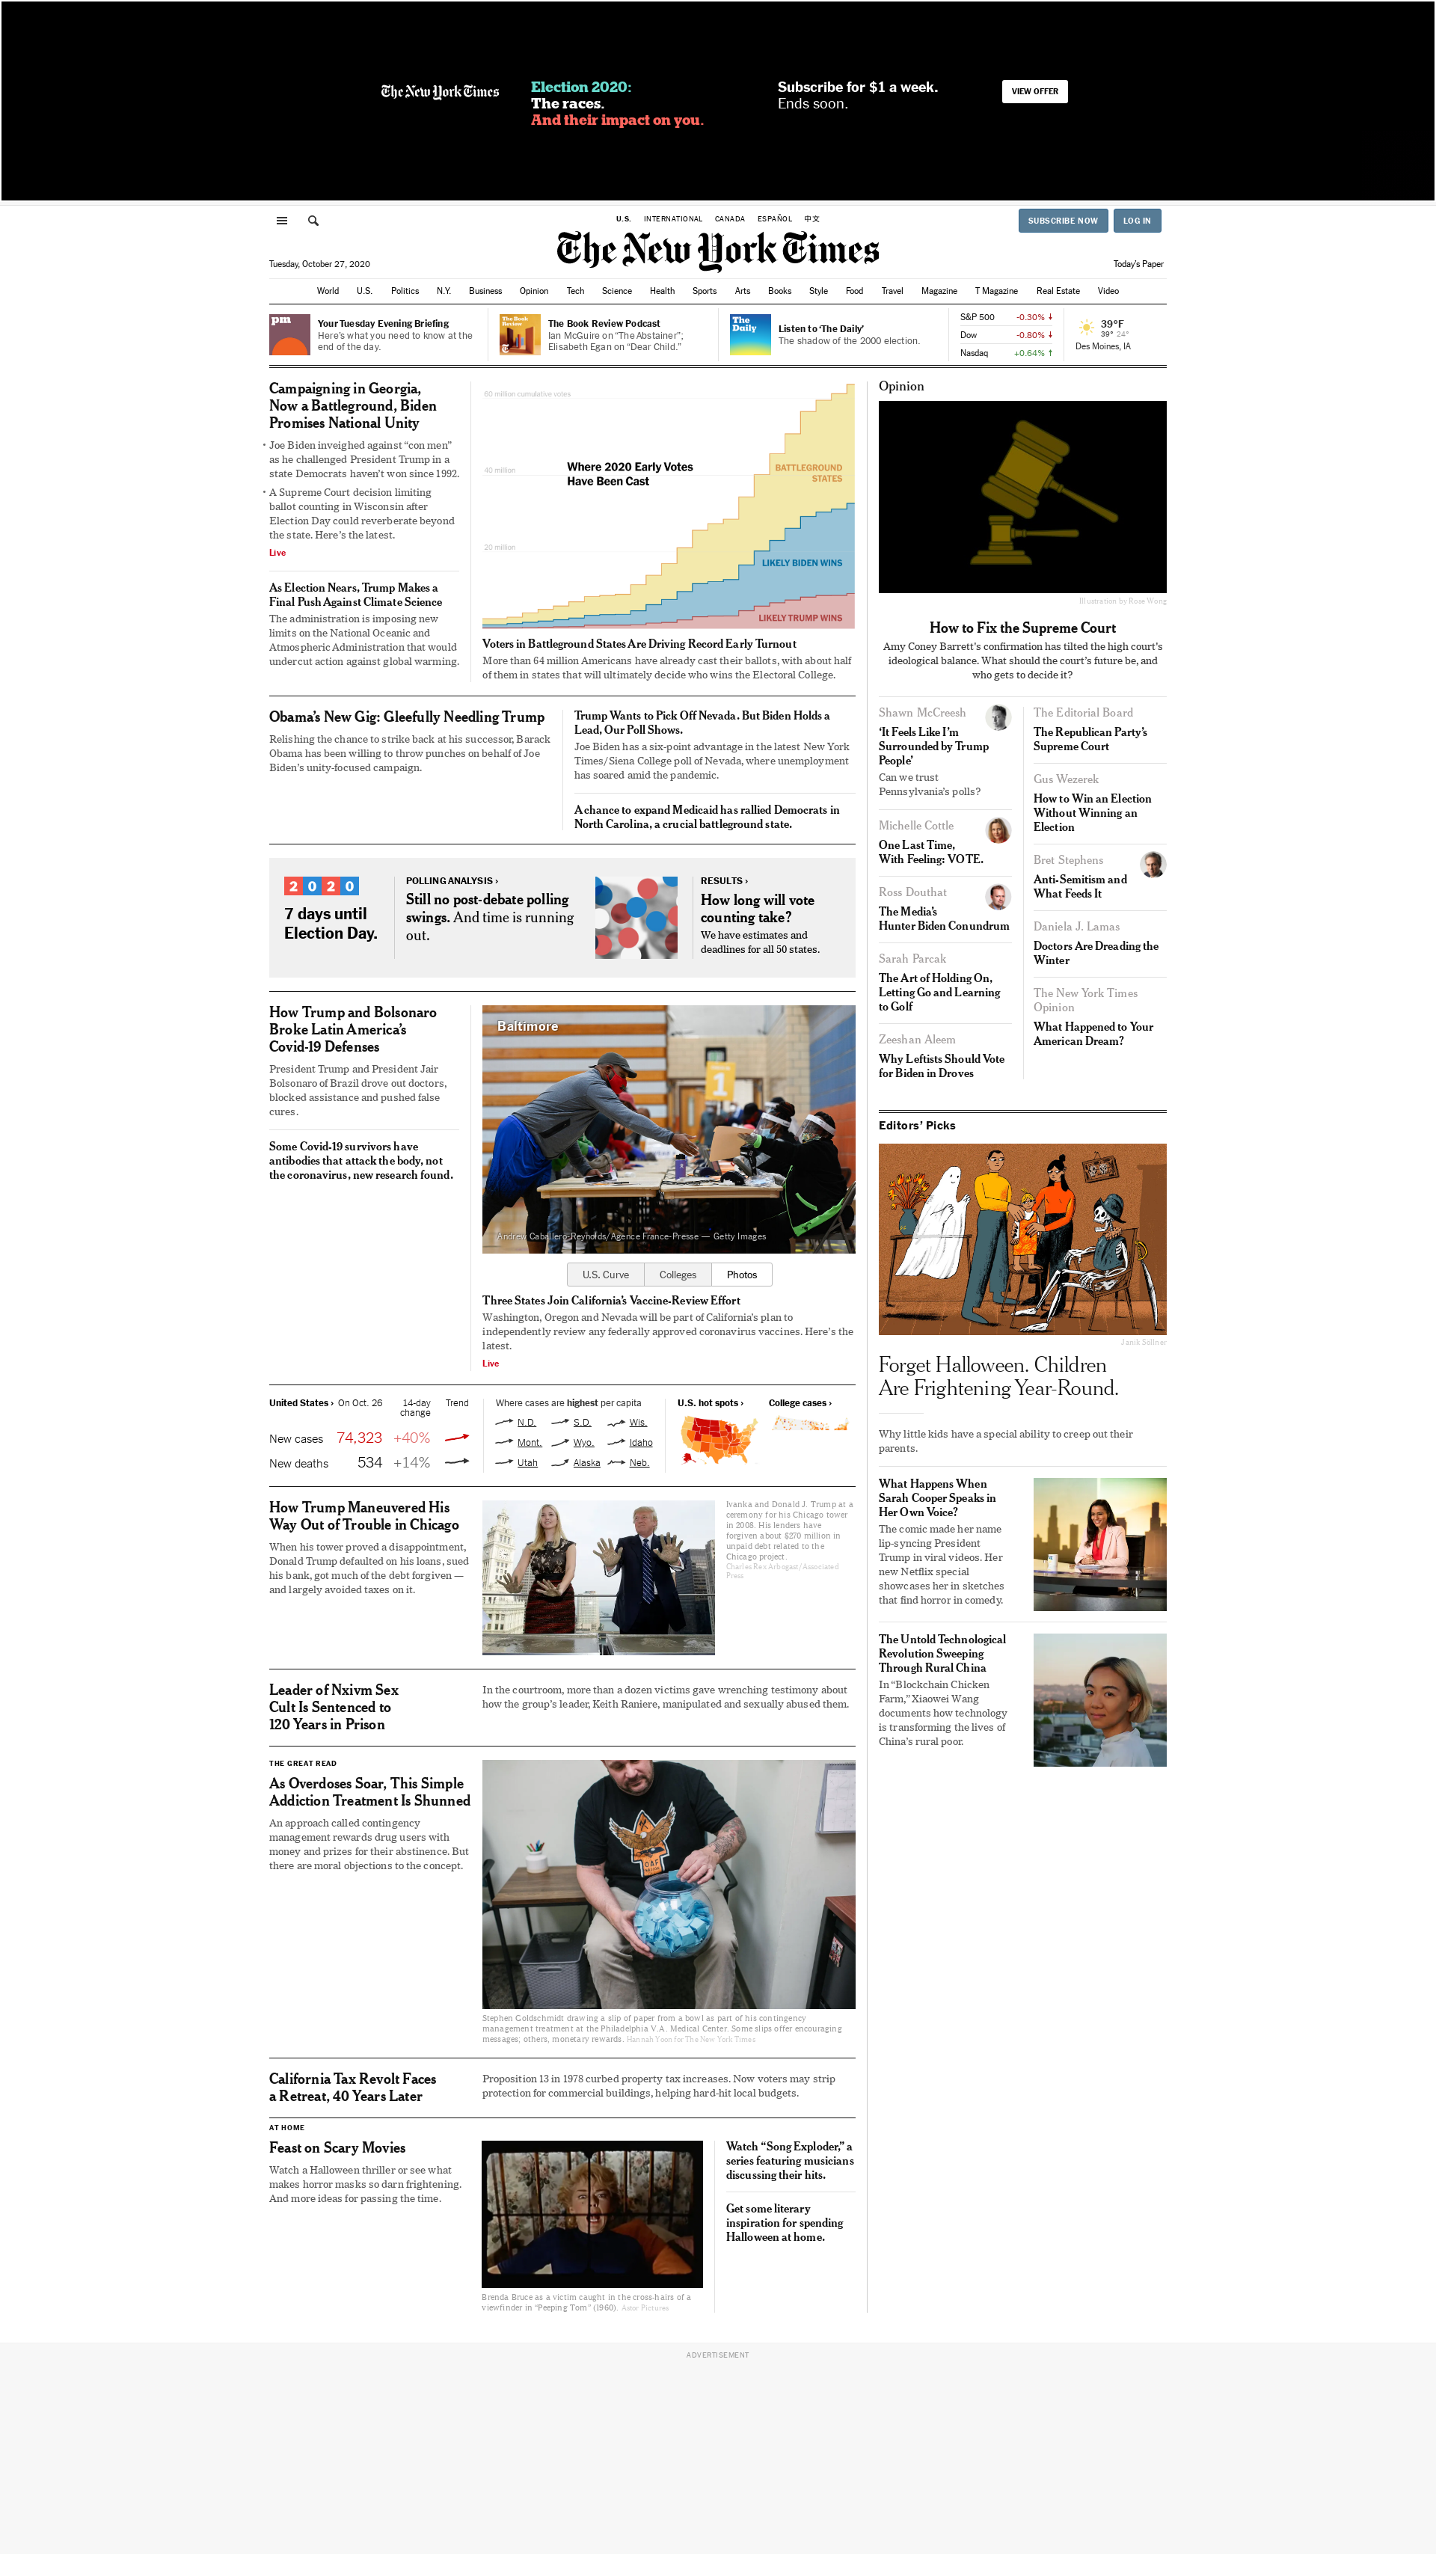 The New York Times
Election 2020:
The races.
And their impact on you.
Subscribe for $1 a week.
Ends soon.
VIEW OFFER
U.S. INTERNATIONAL CANADA ESPAÑOL 中文
SUBSCRIBE NOW LOG IN
The New York Times
Tuesday, October 27, 2020
Today's Paper
World U.S. Politics N.Y. Business Opinion Tech Science Health Sports Arts Books Style Food Travel Magazine T Magazine Real Estate Video
pm
Your Tuesday Evening Briefing
Here's what you need to know at the
end of the day.
The Book
Review
The Book Review Podcast
Ian McGuire on “The Abstainer”;
Elisabeth Egan on “Dear Child.”
The
Daily
Listen to ‘The Daily’
The shadow of the 2000 election.
S&P 500 -0.30% ↓
Dow -0.80% ↓
Nasdaq +0.64% ↑
39°F
39° 24°
Des Moines, IA
Campaigning in Georgia,
Now a Battleground, Biden
Promises National Unity
• Joe Biden inveighed against “con men”
as he challenged President Trump in a
state Democrats haven’t won since 1992.
• A Supreme Court decision limiting
ballot counting in Wisconsin after
Election Day could reverberate beyond
the state. Here’s the latest.
Live
As Election Nears, Trump Makes a
Final Push Against Climate Science
The administration is imposing new
limits on the National Oceanic and
Atmospheric Administration that would
undercut action against global warming.
60 million cumulative votes
40 million
20 million
Where 2020 Early Votes
Have Been Cast
BATTLEGROUND
STATES
LIKELY BIDEN WINS
LIKELY TRUMP WINS
Voters in Battleground States Are Driving Record Early Turnout
More than 64 million Americans have already cast their ballots, with about half
of them in states that will ultimately decide who wins the Electoral College.
Obama’s New Gig: Gleefully Needling Trump
Relishing the chance to strike back at his successor, Barack
Obama has been willing to throw punches on behalf of Joe
Biden’s unity-focused campaign.
Trump Wants to Pick Off Nevada. But Biden Holds a
Lead, Our Poll Shows.
Joe Biden has a six-point advantage in the latest New York
Times/Siena College poll of Nevada, where unemployment
has soared amid the pandemic.
A chance to expand Medicaid has rallied Democrats in
North Carolina, a crucial battleground state.
2020
7 days until
Election Day.
POLLING ANALYSIS ›
Still no post-debate polling
swings. And time is running
out.
RESULTS ›
How long will vote
counting take?
We have estimates and
deadlines for all 50 states.
How Trump and Bolsonaro
Broke Latin America’s
Covid-19 Defenses
President Trump and President Jair
Bolsonaro of Brazil drove out doctors,
blocked assistance and pushed false
cures.
Some Covid-19 survivors have
antibodies that attack the body, not
the coronavirus, new research found.
Baltimore
1
Andrew Caballero-Reynolds/Agence France-Presse — Getty Images
U.S. Curve Colleges Photos
Three States Join California’s Vaccine-Review Effort
Washington, Oregon and Nevada will be part of California’s plan to
independently review any federally approved coronavirus vaccines. Here’s the
latest.
Live
United States › On Oct. 26 14-day
change Trend
New cases 74,323 +40%
New deaths 534 +14%
Where cases are highest per capita
N.D. S.D. Wis.
Mont. Wyo. Idaho
Utah Alaska Neb.
U.S. hot spots ›
College cases ›
How Trump Maneuvered His
Way Out of Trouble in Chicago
When his tower proved a disappointment,
Donald Trump defaulted on his loans, sued
his bank, got much of the debt forgiven —
and largely avoided taxes on it.
Ivanka and Donald J. Trump at a
ceremony for his Chicago tower
in 2008. His lenders have
forgiven about $270 million in
unpaid debt related to the
Chicago project.
Charles Rex Arbogast/Associated
Press
Leader of Nxivm Sex
Cult Is Sentenced to
120 Years in Prison
In the courtroom, more than a dozen victims gave wrenching testimony about
how the group’s leader, Keith Raniere, manipulated and sexually abused them.
THE GREAT READ
As Overdoses Soar, This Simple
Addiction Treatment Is Shunned
An approach called contingency
management rewards drug users with
money and prizes for their abstinence. But
there are moral objections to the concept.
Stephen Goldschmidt drawing a slip of paper from a bowl as part of his contingency
management treatment at the Philadelphia V.A. Medical Center. Some slips offer encouraging
messages; others, monetary rewards. Hannah Yoon for The New York Times
California Tax Revolt Faces
a Retreat, 40 Years Later
Proposition 13 in 1978 curbed property tax increases. Now voters may strip
protection for commercial buildings, helping hard-hit local budgets.
AT HOME
Feast on Scary Movies
Watch a Halloween thriller or see what
makes horror masks so darn frightening.
And more ideas for passing the time.
Brenda Bruce as a victim caught in the cross-hairs of a
viewfinder in “Peeping Tom” (1960). Astor Pictures
Watch “Song Exploder,” a
series featuring musicians
discussing their hits.
Get some literary
inspiration for spending
Halloween at home.
Opinion
Illustration by Rose Wong
How to Fix the Supreme Court
Amy Coney Barrett’s confirmation has tilted the high court’s
ideological balance. What should the court’s future be, and
who gets to decide it?
Shawn McCreesh
‘It Feels Like I’m
Surrounded by Trump
People’
Can we trust
Pennsylvania’s polls?
Michelle Cottle
One Last Time,
With Feeling: VOTE.
Ross Douthat
The Media’s
Hunter Biden Conundrum
Sarah Parcak
The Art of Holding On,
Letting Go and Learning
to Golf
Zeeshan Aleem
Why Leftists Should Vote
for Biden in Droves
The Editorial Board
The Republican Party’s
Supreme Court
Gus Wezerek
How to Win an Election
Without Winning an
Election
Bret Stephens
Anti-Semitism and
What Feeds It
Daniela J. Lamas
Doctors Are Dreading the
Winter
The New York Times
Opinion
What Happened to Your
American Dream?
Editors’ Picks
Jamik Söllner
Forget Halloween. Children
Are Frightening Year-Round.
Why little kids have a special ability to creep out their
parents.
What Happens When
Sarah Cooper Speaks in
Her Own Voice?
The comic made her name
lip-syncing President
Trump in viral videos. Her
new Netflix special
showcases her in sketches
that find horror in comedy.
The Untold Technological
Revolution Sweeping
Through Rural China
In “Blockchain Chicken
Farm,” Xiaowei Wang
documents how technology
is transforming the lives of
China’s rural poor.
ADVERTISEMENT